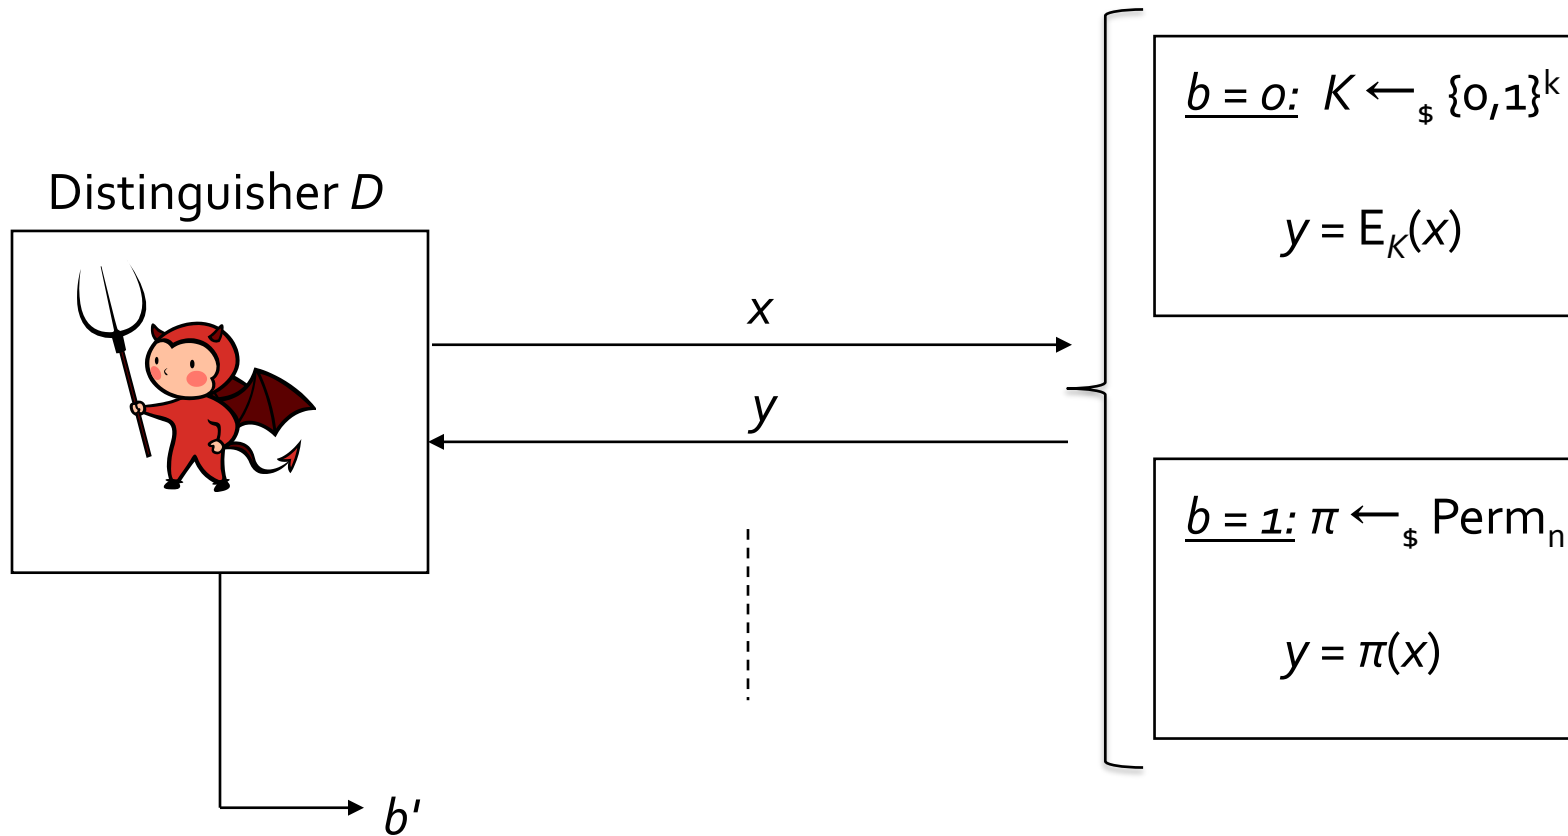 Distinguisher D
x
y
b'
b = 0: K ←$ {0,1}k
y = EK(x)
b = 1: π ←$ Permn
y = π(x)